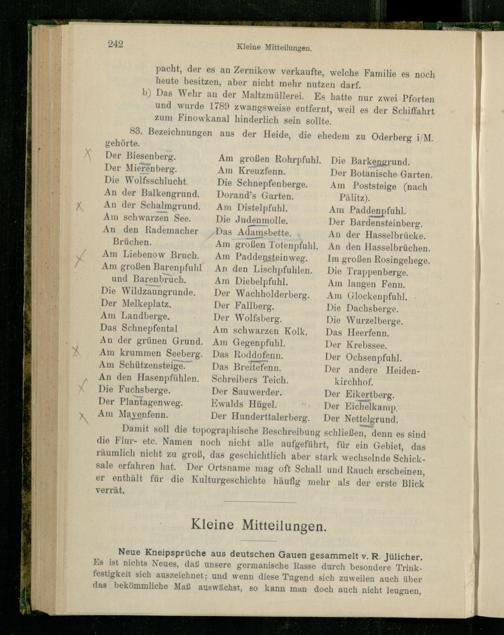 242
Kleine Mitteilungen.
pacht, der es an Zernikow verkaufte, welche Familie es noch
heute besitzen, aber nicht mehr nutzen darf.
b) Das Wehr an der Maltzmüllerei. Es hatte nur zwei Pforten
und wurde 1789 zwangsweise entfernt, weil es der Schiffahrt
zum Finowkanal hinderlich sein sollte.
83. Bezeichnungen aus der Heide, die ehedem zu Oderberg i/M.
gehörte.
Der Biesenberg.
Der Mierenberg.
Die Wolfsschlucht.
An der Balkengrund.
An der Schalmgrund.
Am schwarzen See.
An den Rademacher
Brüchen.
Am Liebenow Bruch.
Am großen Barenpfuhl
und Barenbruch.
Die Wildzaungrunde.
Der Melkeplatz.
Am Landberge.
Das Schnepfental
An der grünen Grund.
Am krummen Seeberg.
Am Schützensteige.
An den Hasenpfühlen.
Die Fuchsberge.
Der Plantagenweg.
Am Mayenfenn.
Am großen Rohrpfuhl.
Am Kreuzfenn.
Die Schnepfenberge.
Dorand's Garten.
Am Distelpfuhl.
Die Judenmolle.
Das Adamsbette.
Am großen Totenpfuhl.
Am Paddensteinweg.
An den Lischpfuhlen.
Am Diebelpfuhl.
Der Wachholderberg.
Der Fallberg.
Der Wolfsberg.
Am schwarzen Kolk.
Am Gegenpfuhl.
Das Roddofenn.
Das Breitefenn.
Schreibers Teich.
Der Sauwerder.
Ewalds Hügel.
Der Hunderttalerberg.
Die Barkengrund.
Der Botanische Garten.
Am Poststeige (nach
Pälitz).
Am Paddenpfuhl.
Der Bardensteinberg.
An der Hasselbrücke.
An den Hasselbüchen.
Im großen Rosingehege.
Die Trappenberge.
Am langen Fenn.
Am Glockenpfuhl.
Die Dachsberge.
Die Wurzelberge.
Das Heerfenn.
Der Krebssee.
Der Ochsenpfuhl.
Der andere Heiden-
kirchhof.
Der Eikertberg.
Der Eichelkamp.
Der Nettelgrund.
Damit soll die topographische Beschreibung schließen, denn es sind
die Flur- etc. Namen noch nicht alle aufgeführt, für ein Gebiet, das
räumlich nicht zu groß, das geschichtlich aber stark wechselnde Schick-
sale erfahren hat. Der Ortsname mag oft Schall und Rauch erscheinen,
er enthält für die Kulturgeschichte häufig mehr als der erste Blick
verrät.
Kleine Mitteilungen.
Neue Kneipsprüche aus deutschen Gauen gesammelt v. R. Jülicher.
Es ist nichts Neues, daß unsere germanische Rasse durch besondere Trink-
festigkeit sich auszeichnet; und wenn diese Tugend sich zuweilen auch über
das bekömmliche Maß auswächst, so kann man doch auch nicht leugnen,